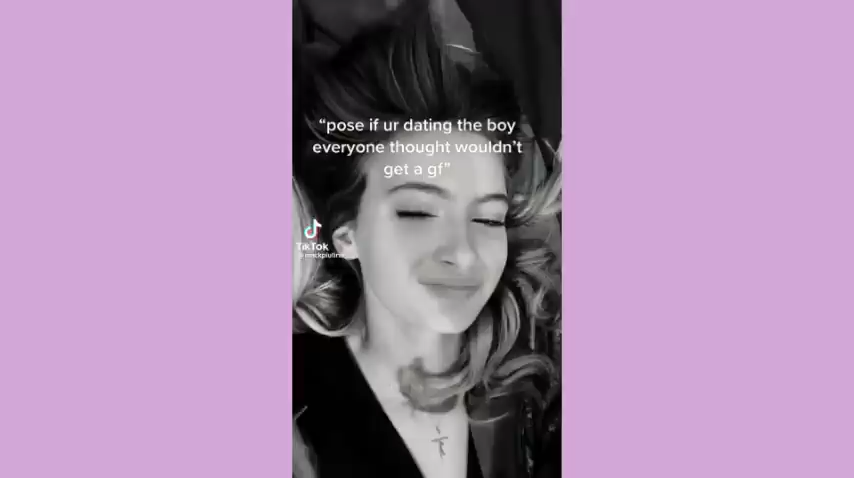 “pose if ur dating the boy
everyone thought wouldn’t
get a gf”
TikTok